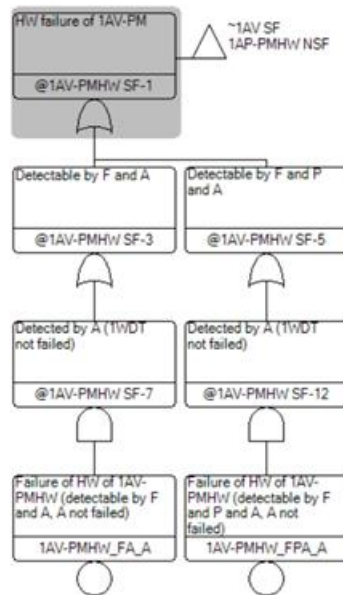 HW failure of 1AV-PM
@1AV-PMHW SF-1
~1AV SF
1AP-PMHW NSF
Detectable by F and A
@1AV-PMHW SF-3
Detectable by F and P
and A
@1AV-PMHW SF-5
Detected by A (1WDT
not failed)
@1AV-PMHW SF-7
Detected by A (1WDT
not failed)
@1AV-PMHW SF-12
Failure of HW of 1AV-
PMHW (detectable by F
and A, A not failed)
1AV-PMHW_FA_A
Failure of HW of 1AV-
PMHW (detectable by F
and P and A, A not
failed)
1AV-PMHW_FPA_A